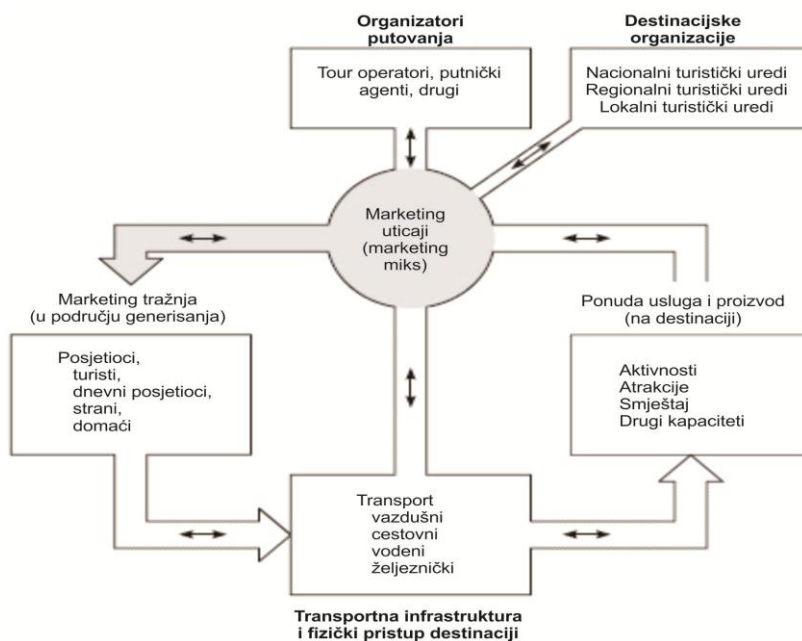 Organizatori
putovanja
Tour operatori, putnički
agenti, drugi
Destinacijske
organizacije
Nacionalni turistički uredi
Regionalni turistički uredi
Lokalni turistički uredi
Marketing
uticaji
(marketing
miks)
Marketing tražnja
(u području generisanja)
Posjetioci,
turisti,
dnevni posjetioci,
strani,
domaći
Ponuda usluga i proizvod
(na destinaciji)
Aktivnosti
Atrakcije
Smještaj
Drugi kapaciteti
Transport
vazdušni
cestovni
vodeni
željeznički
Transportna infrastruktura
i fizički pristup destinaciji